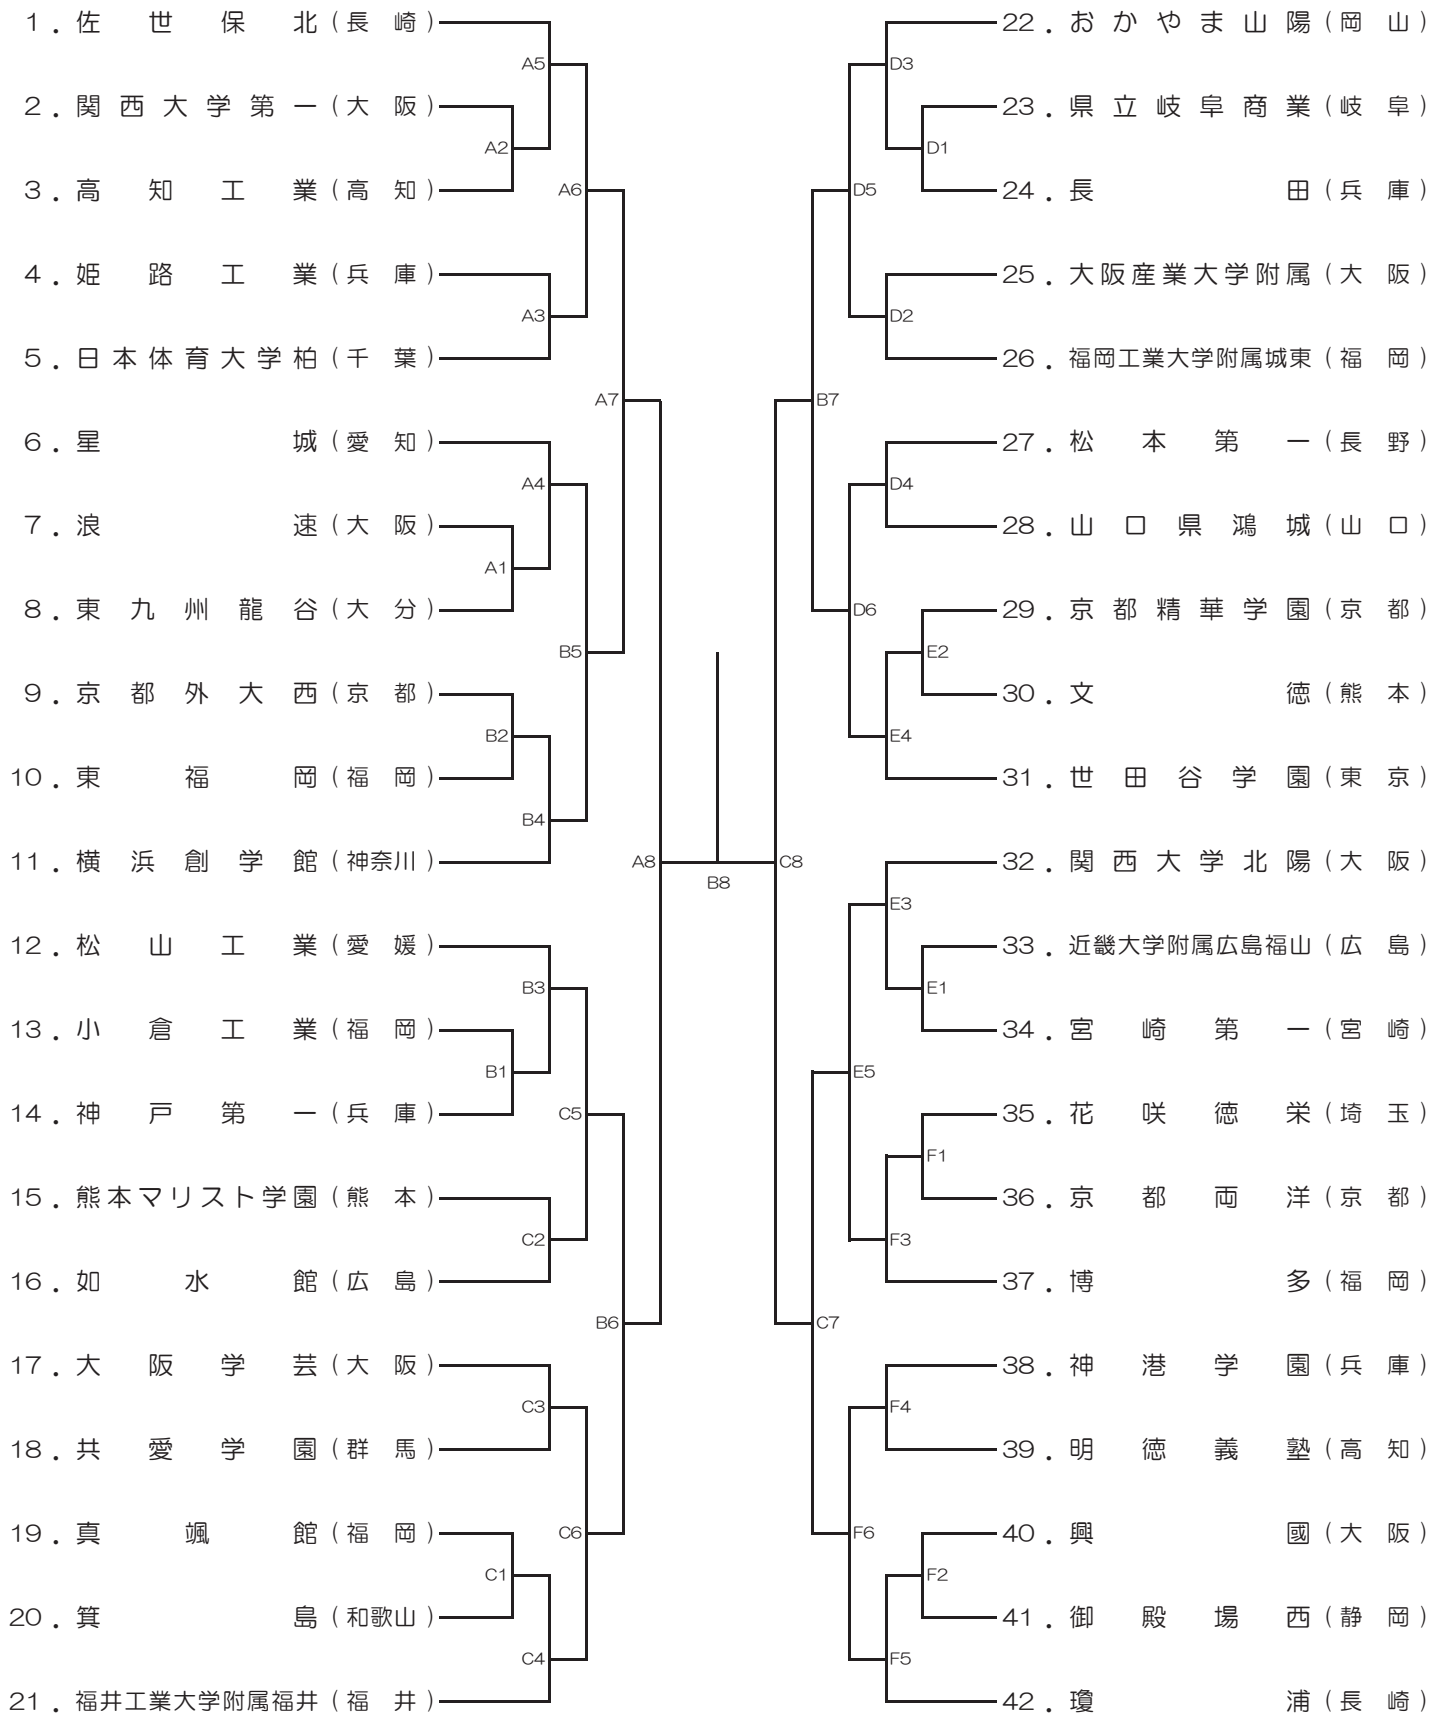 1．佐世保北（長崎）
2．関西大学第一（大阪）
3．高知工業（高知）
4．姫路工業（兵庫）
5．日本体育大学柏（千葉）
6．星城（愛知）
7．浪速（大阪）
8．東九州龍谷（大分）
9．京都外大西（京都）
10．東福岡（福岡）
11．横浜創学館（神奈川）
12．松山工業（愛媛）
13．小倉工業（福岡）
14．神戸第一（兵庫）
15．熊本マリスト学園（熊本）
16．如水館（広島）
17．大阪学芸（大阪）
18．共愛学園（群馬）
19．真颯館（福岡）
20．箕島（和歌山）
21．福井工業大学附属福井（福井）
A5
A2
A6
A3
A7
A4
A1
B5
B2
B4
A8
B3
B1
C5
C2
B6
C3
C6
C1
C4
B8
D3
D1
D5
D2
B7
D4
D6
E2
E4
C8
E3
E1
E5
F1
F3
C7
F4
F6
F2
F5
22．おかやま山陽（岡山）
23．県立岐阜商業（岐阜）
24．長田（兵庫）
25．大阪産業大学附属（大阪）
26．福岡工業大学附属城東（福岡）
27．松本第一（長野）
28．山口県鴻城（山口）
29．京都精華学園（京都）
30．文徳（熊本）
31．世田谷学園（東京）
32．関西大学北陽（大阪）
33．近畿大学附属広島福山（広島）
34．宮崎第一（宮崎）
35．花咲徳栄（埼玉）
36．京都両洋（京都）
37．博多（福岡）
38．神港学園（兵庫）
39．明徳義塾（高知）
40．興國（大阪）
41．御殿場西（静岡）
42．瓊浦（長崎）